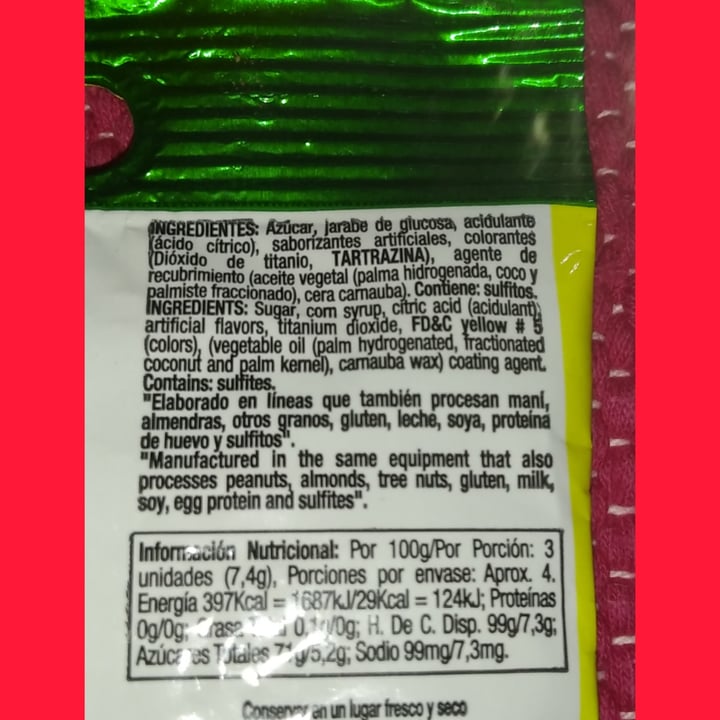 INGREDIENTES: Azúcar, jarabe de glucosa, acidulante
(ácido cítrico), saborizantes artificiales, colorantes
(Dióxido de titanio, TARTRAZINA), agente de
recubrimiento (aceite vegetal (palma hidrogenada, coco y
palmiste fraccionado), cera carnauba). Contiene: sulfitos.
INGREDIENTS: Sugar, corn syrup, citric acid (acidulant);
artificial flavors, titanium dioxide, FD&C yellow # 5
(colors), (vegetable oil (palm hydrogenated, fractionated
coconut and palm kernel), carnauba wax) coating agent.
Contains: sulfites.
"Elaborado en líneas que también procesan maní,
almendras, otros granos, gluten, leche, soya, proteína
de huevo y sulfitos".
"Manufactured in the same equipment that also
processes peanuts, almonds, tree nuts, gluten, milk,
soy, egg protein and sulfites".
Información Nutricional: Por 100g/Por Porción: 3
unidades (7,4g), Porciones por envase: Aprox. 4.
Energía 397Kcal = 1687kJ/29Kcal = 124kJ; Proteínas
0g/0g; Grasa Total 0,1g/0g; H. De C. Disp. 99g/7,3g;
Azúcares Totales 71g/5,2g; Sodio 99mg/7,3mg.
Conservar en un lugar fresco y seco